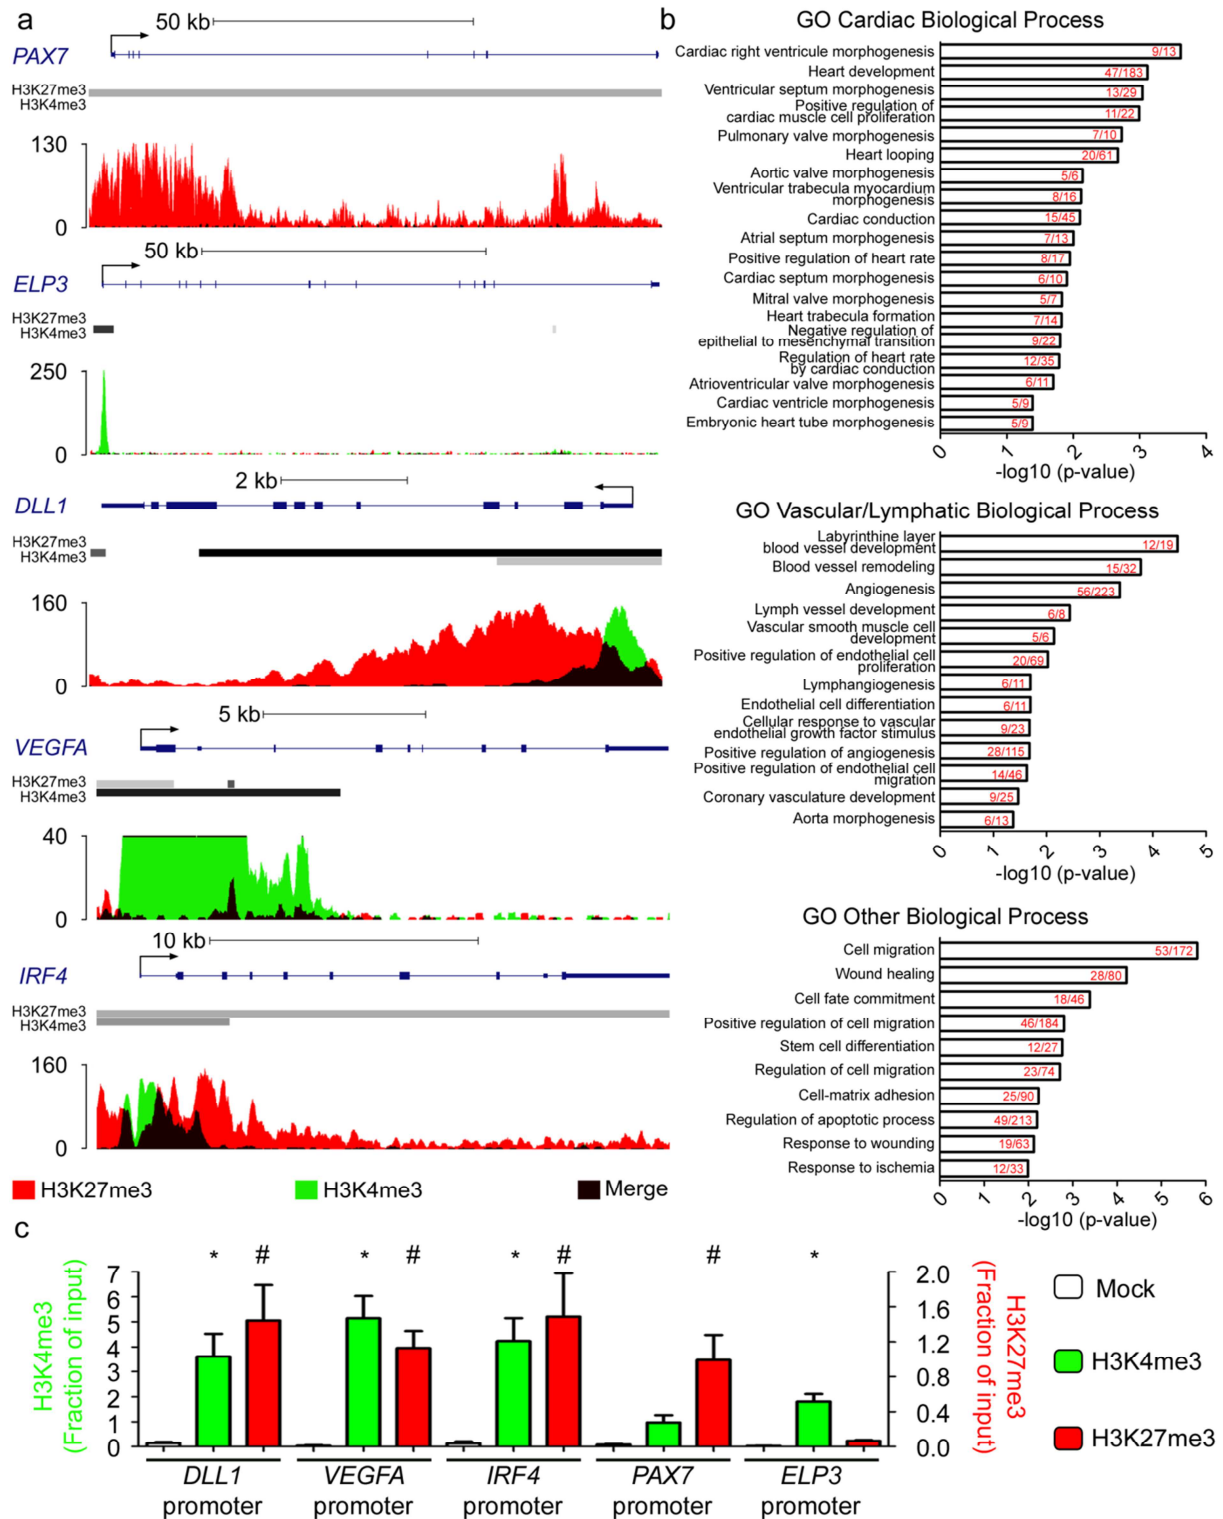 a
50 kb
PAX7
H3K27me3
H3K4me3
130
0
50 kb
ELP3
H3K27me3
H3K4me3
250
0
2 kb
DLL1
H3K27me3
H3K4me3
160
0
5 kb
VEGFA
H3K27me3
H3K4me3
40
0
10 kb
IRF4
H3K27me3
H3K4me3
160
0
H3K27me3
H3K4me3
Merge
b
GO Cardiac Biological Process
Cardiac right ventricule morphogenesis 9/13
Heart development 47/183
Ventricular septum morphogenesis 13/29
Positive regulation of
cardiac muscle cell proliferation 11/22
Pulmonary valve morphogenesis 7/10
Heart looping 20/61
Aortic valve morphogenesis 5/6
Ventricular trabecula myocardium
morphogenesis 8/16
Cardiac conduction 15/45
Atrial septum morphogenesis 7/13
Positive regulation of heart rate 8/17
Cardiac septum morphogenesis 6/10
Mitral valve morphogenesis 5/7
Heart trabecula formation 7/14
Negative regulation of
epithelial to mesenchymal transition 9/22
Regulation of heart rate
by cardiac conduction 12/35
Atrioventricular valve morphogenesis 6/11
Cardiac ventricle morphogenesis 5/9
Embryonic heart tube morphogenesis 5/9
0 1 2 3 4
-log10 (p-value)
GO Vascular/Lymphatic Biological Process
Labyrinthine layer
blood vessel development 12/19
Blood vessel remodeling 15/32
Angiogenesis 56/223
Lymph vessel development 6/8
Vascular smooth muscle cell
development 5/6
Positive regulation of endothelial cell
proliferation 20/69
Lymphangiogenesis 6/11
Endothelial cell differentiation 6/11
Cellular response to vascular
endothelial growth factor stimulus 9/23
Positive regulation of angiogenesis 28/115
Positive regulation of endothelial cell
migration 14/46
Coronary vasculature development 9/25
Aorta morphogenesis 6/13
0 1 2 3 4 5
-log10 (p-value)
GO Other Biological Process
Cell migration 53/172
Wound healing 28/80
Cell fate commitment 18/46
Positive regulation of cell migration 46/184
Stem cell differentiation 12/27
Regulation of cell migration 23/74
Cell-matrix adhesion 25/90
Regulation of apoptotic process 49/213
Response to wounding 19/63
Response to ischemia 12/33
0 1 2 3 4 5 6
-log10 (p-value)
c
H3K4me3
(Fraction of input)
7
6
5
4
3
2
1
0
* # * # * # # *
2.0
1.6
1.2
0.8
0.4
0.0
H3K27me3
(Fraction of input)
DLL1 VEGFA IRF4 PAX7 ELP3
promoter promoter promoter promoter promoter
Mock
H3K4me3
H3K27me3